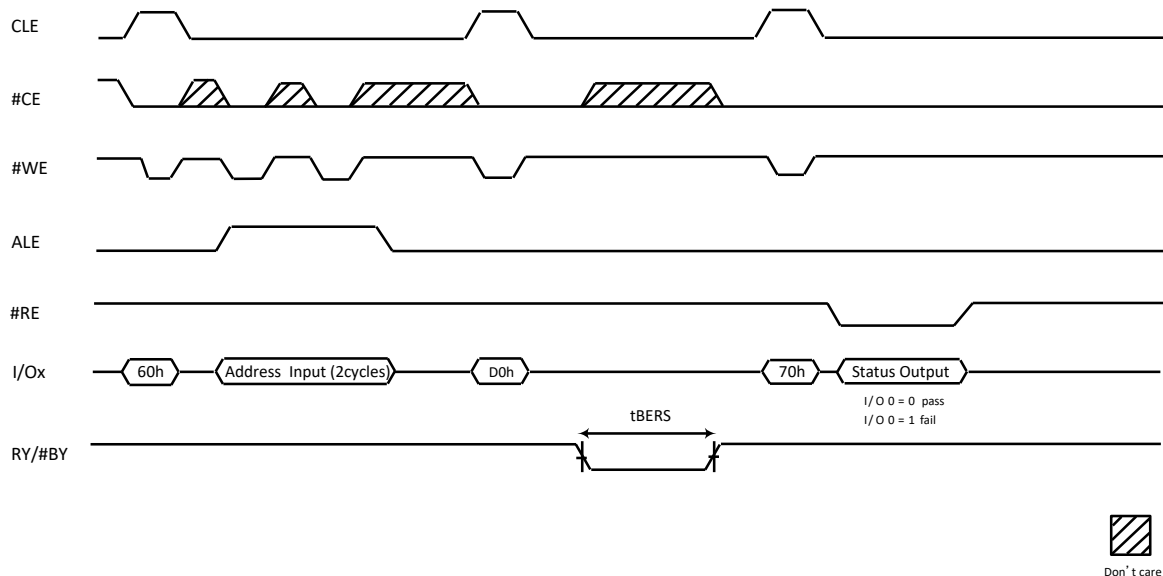 CLE
#CE
#WE
ALE
#RE
I/Ox
60h
Address Input (2cycles)
D0h
70h
Status Output
I/O 0 = 0 pass
I/O 0 = 1 fail
tBERS
RY/#BY
Don't care